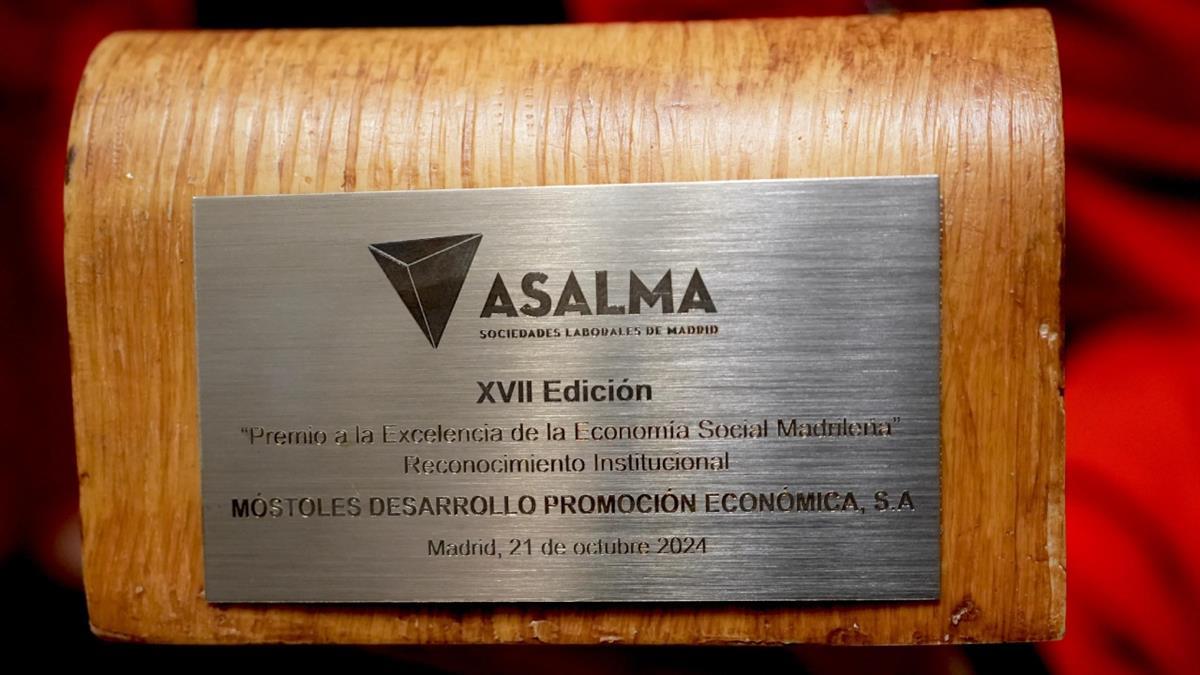 ASALMA
SOCIEDADES LABORALES DE MADRID
XVII Edición
“Premio a la Excelencia de la Economía Social Madrileña”
Reconocimiento Institucional
MÓSTOLES DESARROLLO PROMOCIÓN ECONÓMICA, S.A
Madrid, 21 de octubre 2024